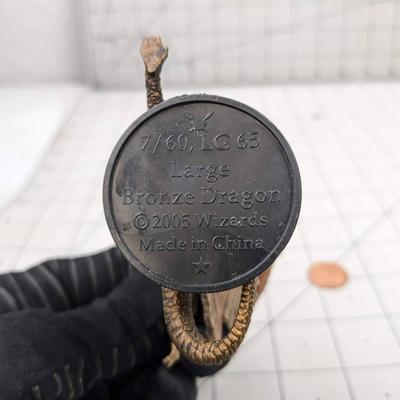 7/60, LG 65
Large
Bronze Dragon
©2005 Wizards
Made in China